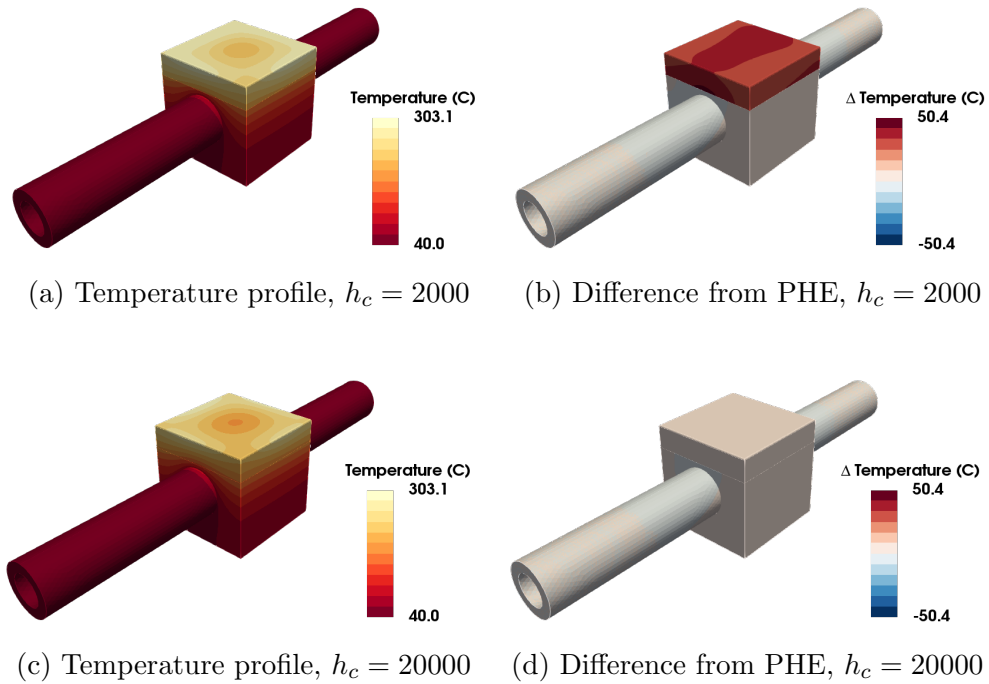 Temperature (C)
303.1
40.0
Δ Temperature (C)
50.4
-50.4
(a) Temperature profile, h_c = 2000
(b) Difference from PHE, h_c = 2000
Temperature (C)
303.1
40.0
Δ Temperature (C)
50.4
-50.4
(c) Temperature profile, h_c = 20000
(d) Difference from PHE, h_c = 20000